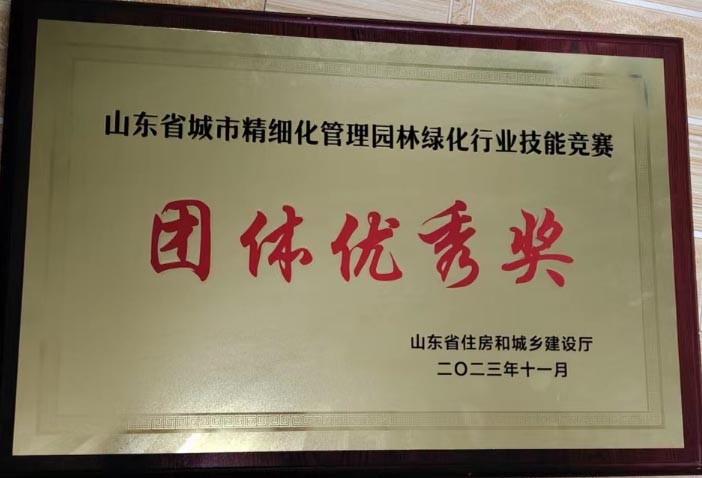 山东省城市精细化管理园林绿化行业技能竞赛
团体优秀奖
山东省住房和城乡建设厅
二〇二三年十一月